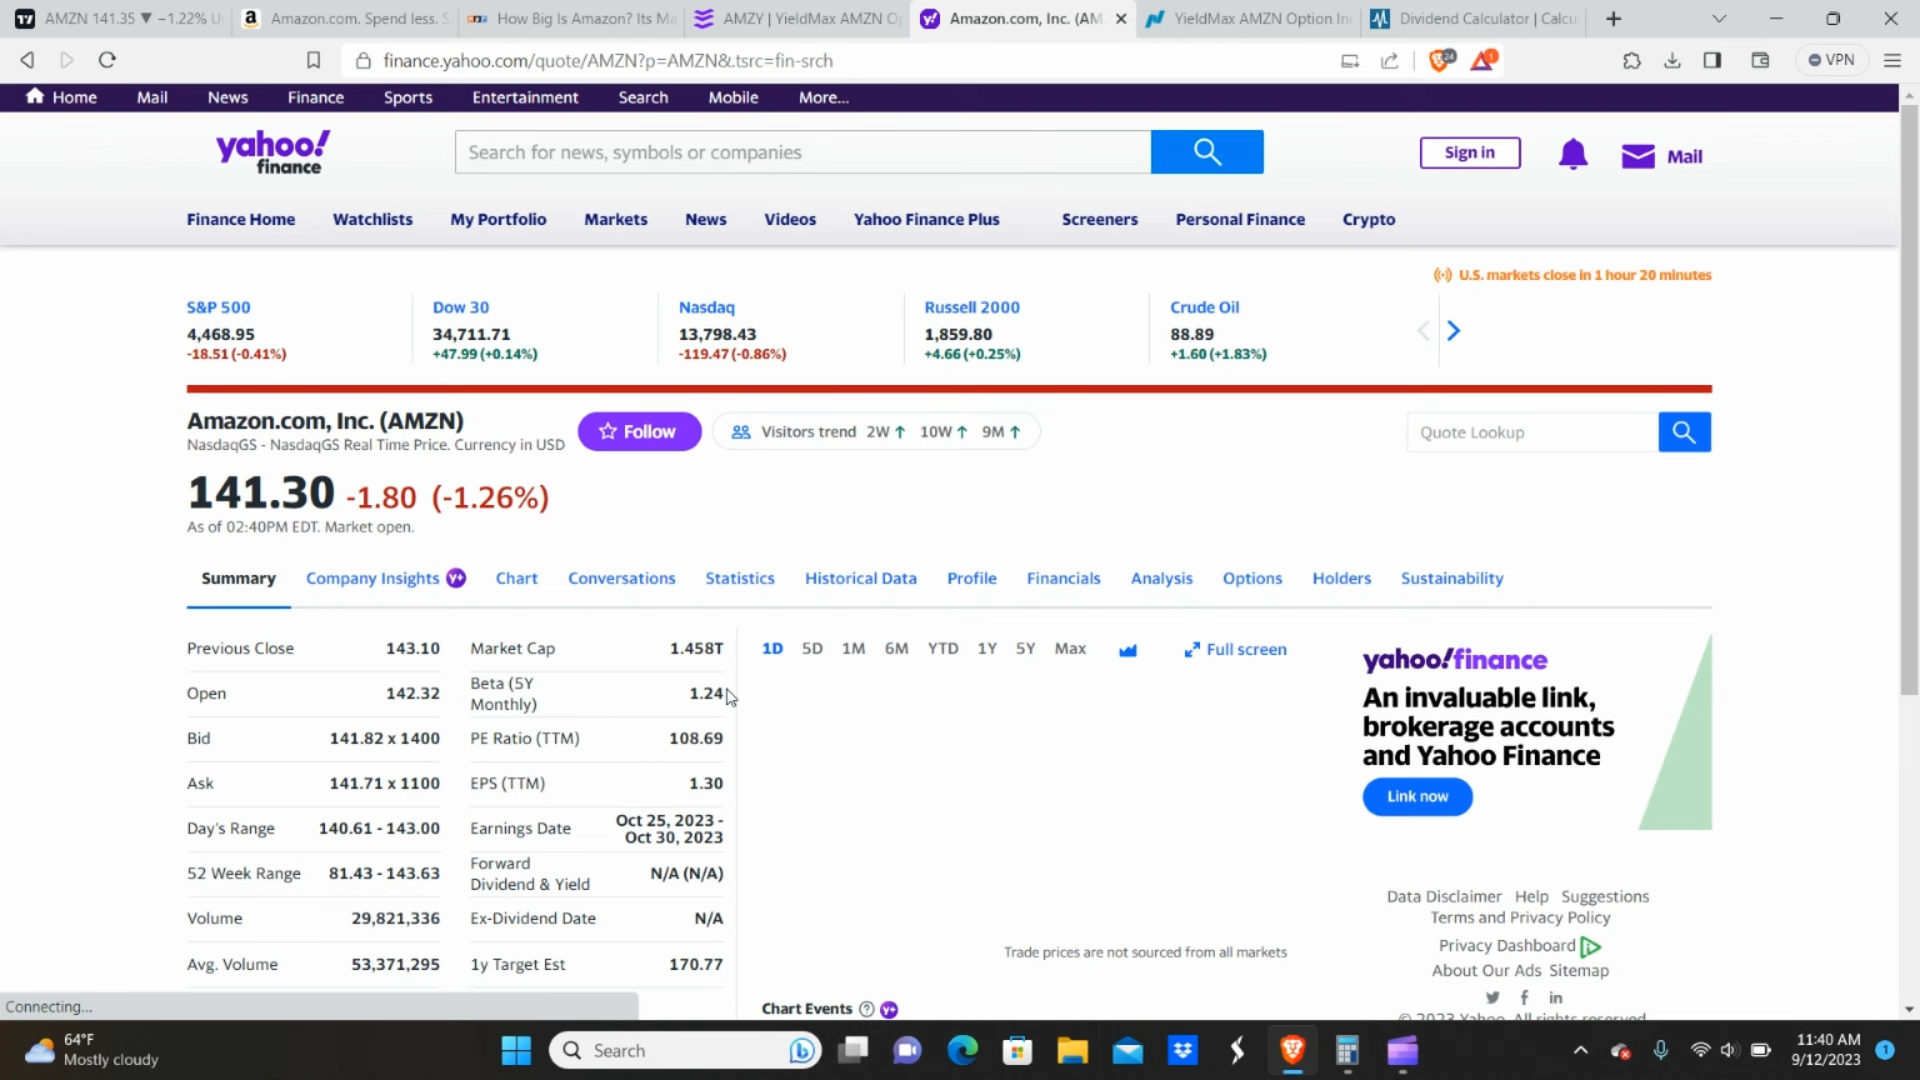 AMZN 141.35 ▼ −1.22% U
Amazon.com. Spend less. S
How Big Is Amazon? Its Ma
AMZY | YieldMax AMZN O
Amazon.com, Inc. (AM
YieldMax AMZN Option In
Dividend Calculator | Calcu
finance.yahoo.com/quote/AMZN?p=AMZN&.tsrc=fin-srch
24
1
VPN
Home Mail News Finance Sports Entertainment Search Mobile More...
yahoo!
finance
Search for news, symbols or companies
Sign in
Mail
Finance Home Watchlists My Portfolio Markets News Videos Yahoo Finance Plus Screeners Personal Finance Crypto
U.S. markets close in 1 hour 20 minutes
S&P 500
4,468.95
-18.51 (-0.41%)
Dow 30
34,711.71
+47.99 (+0.14%)
Nasdaq
13,798.43
-119.47 (-0.86%)
Russell 2000
1,859.80
+4.66 (+0.25%)
Crude Oil
88.89
+1.60 (+1.83%)
Amazon.com, Inc. (AMZN)
NasdaqGS - NasdaqGS Real Time Price. Currency in USD
Follow
Visitors trend 2W↑ 10W↑ 9M↑
Quote Lookup
141.30 -1.80 (-1.26%)
As of 02:40PM EDT. Market open.
Summary Company Insights Y+ Chart Conversations Statistics Historical Data Profile Financials Analysis Options Holders Sustainability
Previous Close 143.10
Open 142.32
Bid 141.82 x 1400
Ask 141.71 x 1100
Day's Range 140.61 - 143.00
52 Week Range 81.43 - 143.63
Volume 29,821,336
Avg. Volume 53,371,295
Market Cap 1.458T
Beta (5Y
Monthly) 1.24
PE Ratio (TTM) 108.69
EPS (TTM) 1.30
Earnings Date Oct 25, 2023 -
Oct 30, 2023
Forward
Dividend & Yield N/A (N/A)
Ex-Dividend Date N/A
1y Target Est 170.77
1D 5D 1M 6M YTD 1Y 5Y Max
Full screen
Trade prices are not sourced from all markets
Chart Events ? Y+
yahoo!finance
An invaluable link,
brokerage accounts
and Yahoo Finance
Link now
Data Disclaimer Help Suggestions
Terms and Privacy Policy
Privacy Dashboard
About Our Ads Sitemap
© 2023 Yahoo. All rights reserved
Connecting...
64°F
Mostly cloudy
Search
11:40 AM
9/12/2023
1